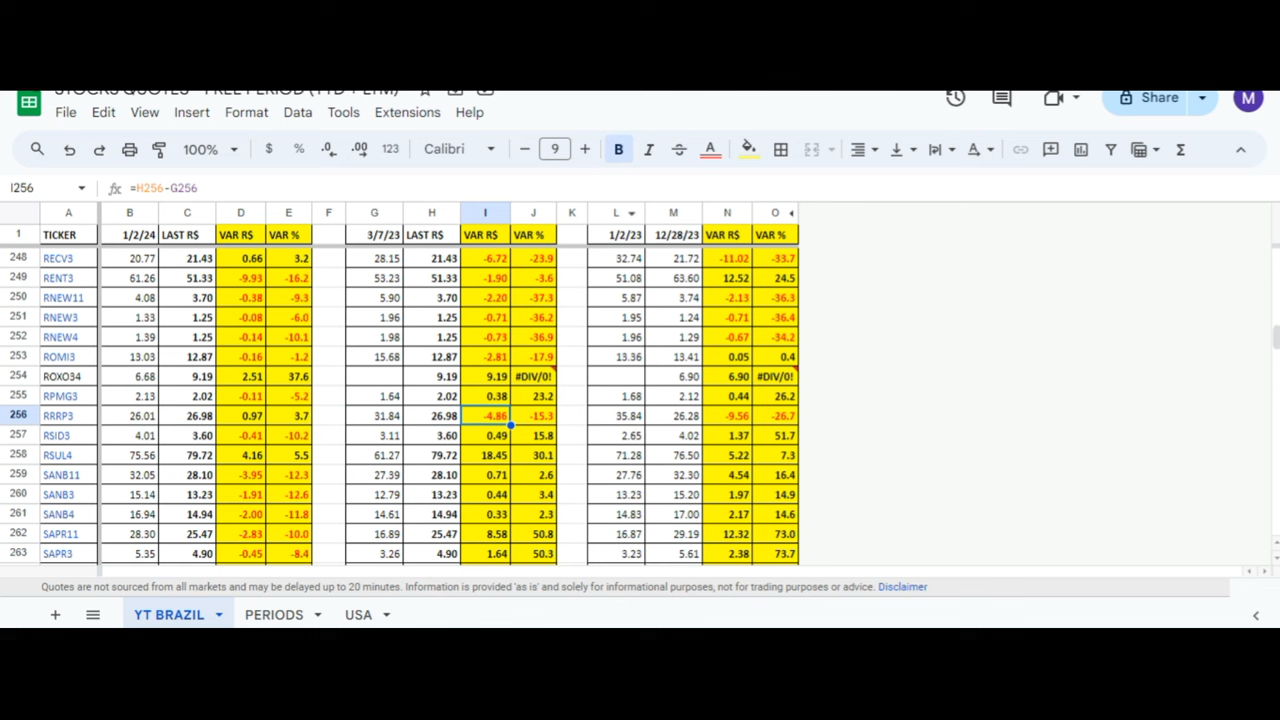 STOCKS QUOTES - FREE PERIOD (YTD + LTM)
File Edit View Insert Format Data Tools Extensions Help
Share M
100% $ % .0 .00 123 Calibri 9 B I A
I256 fx =H256-G256
A B C D E F G H I J K L M N O
1 TICKER 1/2/24 LAST R$ VAR R$ VAR % 3/7/23 LAST R$ VAR R$ VAR % 1/2/23 12/28/23 VAR R$ VAR %
248 RECV3 20.77 21.43 0.66 3.2 28.15 21.43 -6.72 -23.9 32.74 21.72 -11.02 -33.7
249 RENT3 61.26 51.33 -9.93 -16.2 53.23 51.33 -1.90 -3.6 51.08 63.60 12.52 24.5
250 RNEW11 4.08 3.70 -0.38 -9.3 5.90 3.70 -2.20 -37.3 5.87 3.74 -2.13 -36.3
251 RNEW3 1.33 1.25 -0.08 -6.0 1.96 1.25 -0.71 -36.2 1.95 1.24 -0.71 -36.4
252 RNEW4 1.39 1.25 -0.14 -10.1 1.98 1.25 -0.73 -36.9 1.96 1.29 -0.67 -34.2
253 ROMI3 13.03 12.87 -0.16 -1.2 15.68 12.87 -2.81 -17.9 13.36 13.41 0.05 0.4
254 ROXO34 6.68 9.19 2.51 37.6 9.19 9.19 #DIV/0! 6.90 6.90 #DIV/0!
255 RPMG3 2.13 2.02 -0.11 -5.2 1.64 2.02 0.38 23.2 1.68 2.12 0.44 26.2
256 RRRP3 26.01 26.98 0.97 3.7 31.84 26.98 -4.86 -15.3 35.84 26.28 -9.56 -26.7
257 RSID3 4.01 3.60 -0.41 -10.2 3.11 3.60 0.49 15.8 2.65 4.02 1.37 51.7
258 RSUL4 75.56 79.72 4.16 5.5 61.27 79.72 18.45 30.1 71.28 76.50 5.22 7.3
259 SANB11 32.05 28.10 -3.95 -12.3 27.39 28.10 0.71 2.6 27.76 32.30 4.54 16.4
260 SANB3 15.14 13.23 -1.91 -12.6 12.79 13.23 0.44 3.4 13.23 15.20 1.97 14.9
261 SANB4 16.94 14.94 -2.00 -11.8 14.61 14.94 0.33 2.3 14.83 17.00 2.17 14.6
262 SAPR11 28.30 25.47 -2.83 -10.0 16.89 25.47 8.58 50.8 16.87 29.19 12.32 73.0
263 SAPR3 5.35 4.90 -0.45 -8.4 3.26 4.90 1.64 50.3 3.23 5.61 2.38 73.7
Quotes are not sourced from all markets and may be delayed up to 20 minutes. Information is provided 'as is' and solely for informational purposes, not for trading purposes or advice. Disclaimer
YT BRAZIL PERIODS USA